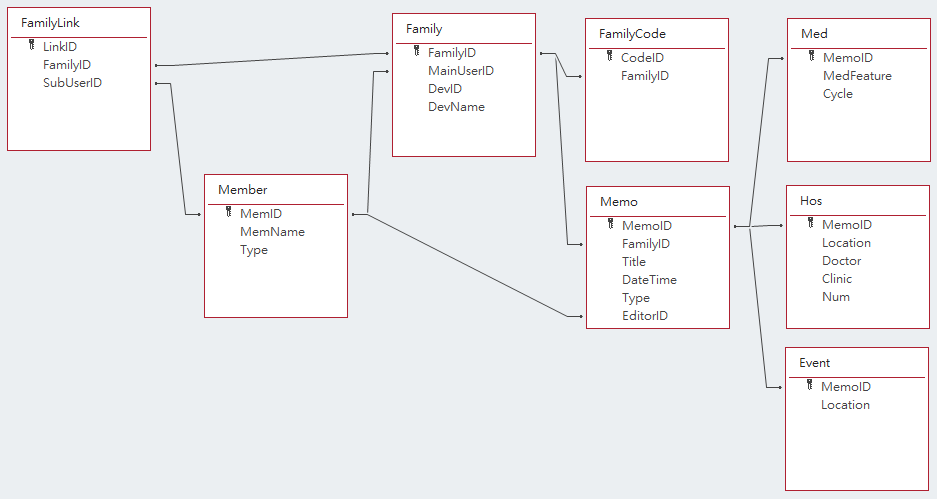 FamilyLink
LinkID
FamilyID
SubUserID
Family
FamilyID
MainUserID
DevID
DevName
FamilyCode
CodeID
FamilyID
Med
MemoID
MedFeature
Cycle
Member
MemID
MemName
Type
Memo
MemoID
FamilyID
Title
DateTime
Type
EditorID
Hos
MemoID
Location
Doctor
Clinic
Num
Event
MemoID
Location